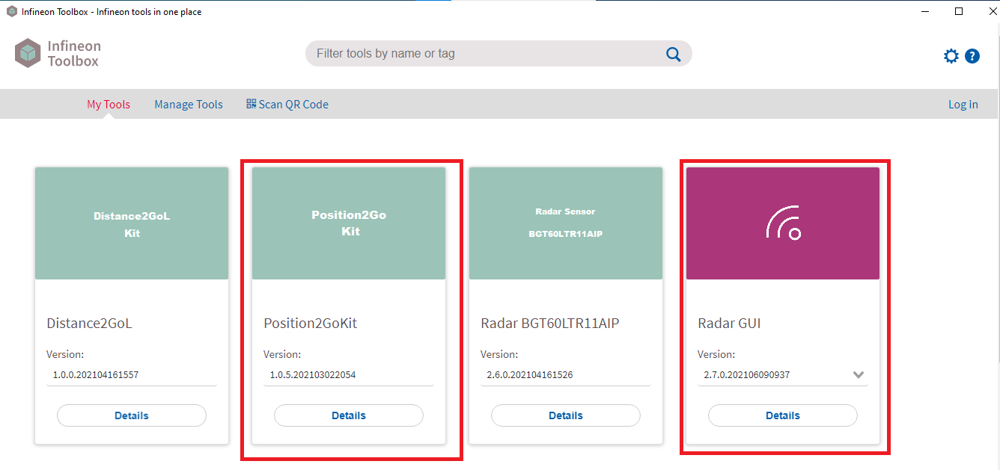 Infineon Toolbox - Infineon tools in one place
Infineon
Toolbox
Filter tools by name or tag
?
My Tools
Manage Tools
Scan QR Code
Log in
Distance2GoL
Kit
Distance2GoL
Version:
1.0.0.202104161557
Details
Position2Go
Kit
Position2GoKit
Version:
1.0.5.202103022054
Details
Radar Sensor
BGT60LTR11AIP
Radar BGT60LTR11AIP
Version:
2.6.0.202104161526
Details
Radar GUI
Version:
2.7.0.202106090937
Details